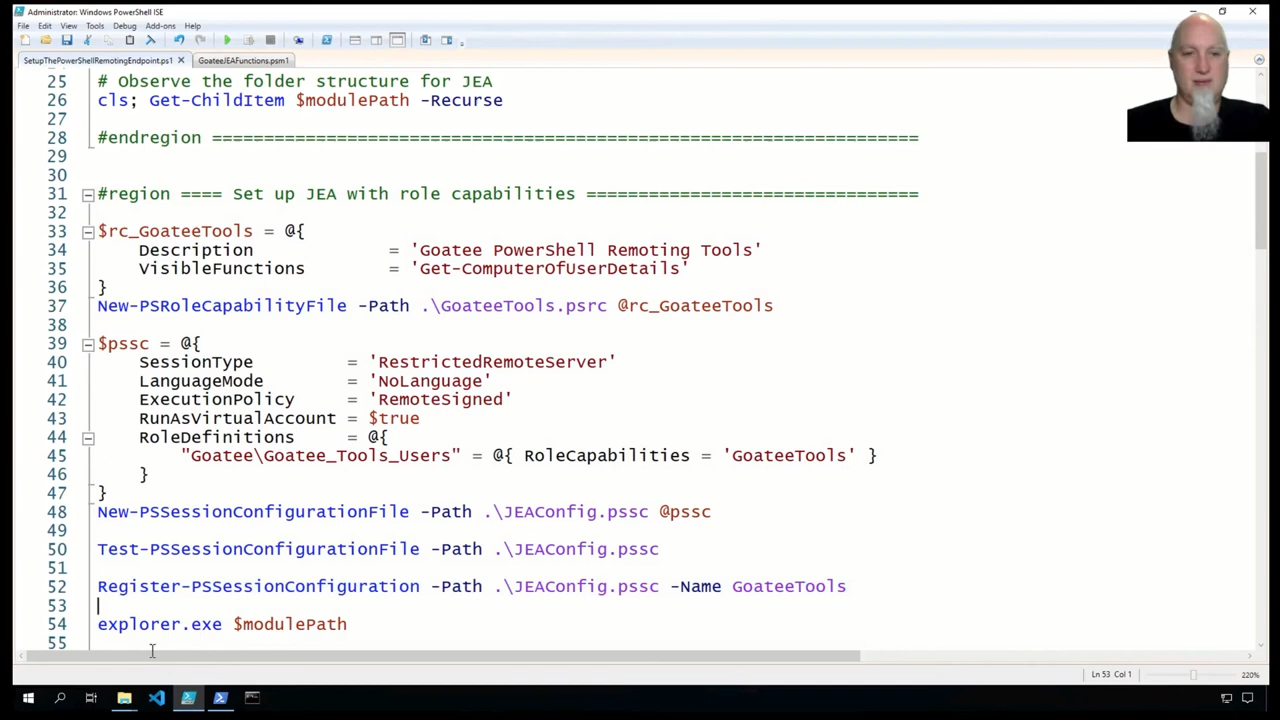 Administrator: Windows PowerShell ISE
File Edit View Tools Debug Add-ons Help
SetupThePowerShellRemotingEndpoint.ps1 GoateeJEAFunctions.psm1
25 # Observe the folder structure for JEA
26 cls; Get-ChildItem $modulePath -Recurse
27
28 #endregion ====================================================================
29
30
31 #region ==== Set up JEA with role capabilities ================================
32
33 $rc_GoateeTools = @{
34 Description = 'Goatee PowerShell Remoting Tools'
35 VisibleFunctions = 'Get-ComputerOfUserDetails'
36 }
37 New-PSRoleCapabilityFile -Path .\GoateeTools.psrc @rc_GoateeTools
38
39 $pssc = @{
40 SessionType = 'RestrictedRemoteServer'
41 LanguageMode = 'NoLanguage'
42 ExecutionPolicy = 'RemoteSigned'
43 RunAsVirtualAccount = $true
44 RoleDefinitions = @{
45 "Goatee\Goatee_Tools_Users" = @{ RoleCapabilities = 'GoateeTools' }
46 }
47 }
48 New-PSSessionConfigurationFile -Path .\JEAConfig.pssc @pssc
49
50 Test-PSSessionConfigurationFile -Path .\JEAConfig.pssc
51
52 Register-PSSessionConfiguration -Path .\JEAConfig.pssc -Name GoateeTools
53
54 explorer.exe $modulePath
55
Ln 53 Col 1 220%